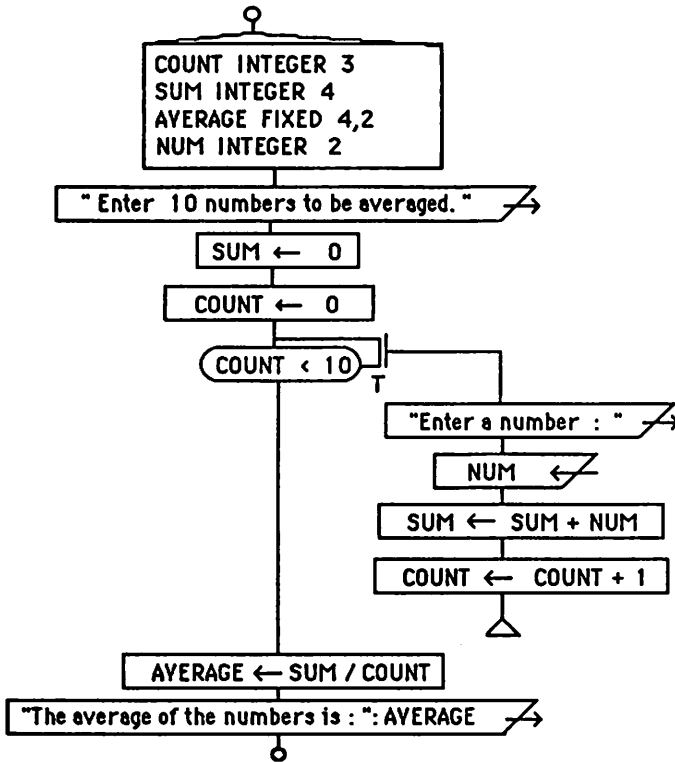 COUNT INTEGER 3
SUM INTEGER 4
AVERAGE FIXED 4,2
NUM INTEGER 2
" Enter 10 numbers to be averaged. "
SUM ← 0
COUNT ← 0
COUNT < 10
T
"Enter a number : "
NUM ←
SUM ← SUM + NUM
COUNT ← COUNT + 1
AVERAGE ← SUM / COUNT
"The average of the numbers is : ": AVERAGE